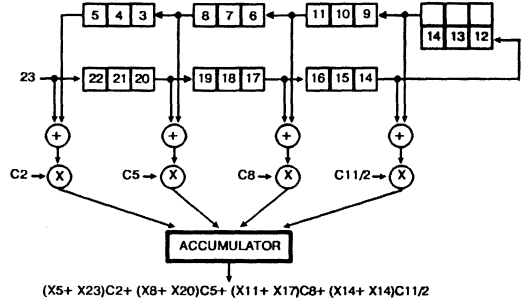 5 4 3 8 7 6 11 10 9
14 13 12
23 22 21 20 19 18 17 16 15 14
+ + + +
C2 X C5 X C8 X C11/2 X
ACCUMULATOR
(X5+ X23)C2+ (X8+ X20)C5+ (X11+ X17)C8+ (X14+ X14)C11/2